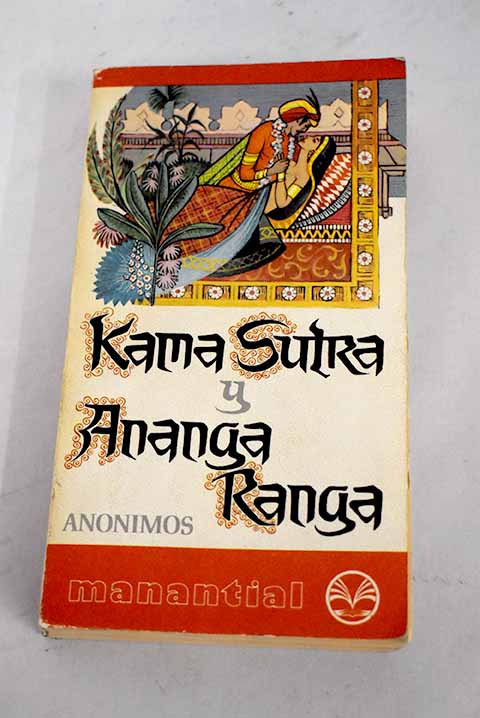 Kama Sutra
y
Ananga
Ranga
ANONIMOS
manantial